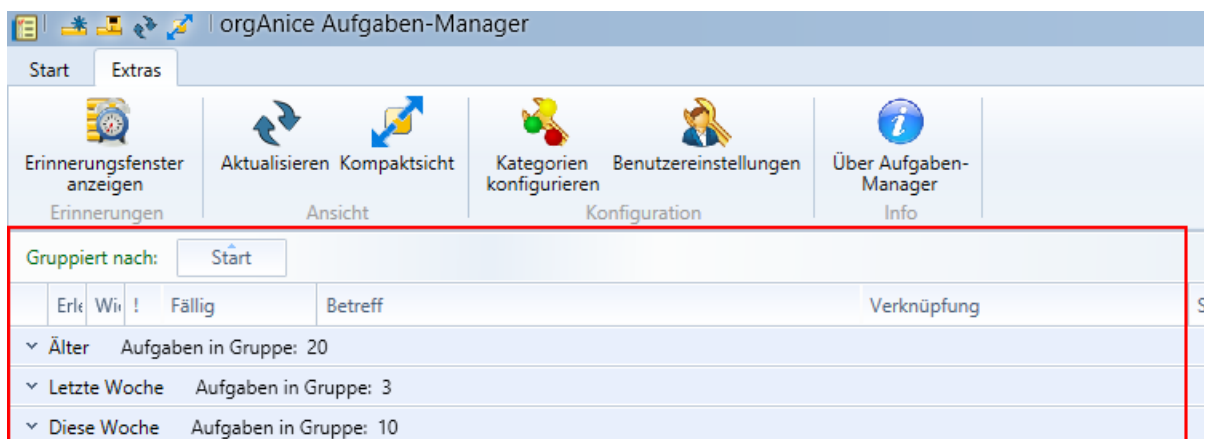 orgAnice Aufgaben-Manager
Start Extras
Erinnerungsfenster anzeigen
Aktualisieren Kompaktsicht
Kategorien konfigurieren
Benutzereinstellungen
Über Aufgaben-
Manager
Erinnerungen Ansicht Konfiguration Info
Gruppiert nach: Start
! Fällig Betreff Verknüpfung
Älter Aufgaben in Gruppe: 20
Letzte Woche Aufgaben in Gruppe: 3
Diese Woche Aufgaben in Gruppe: 10